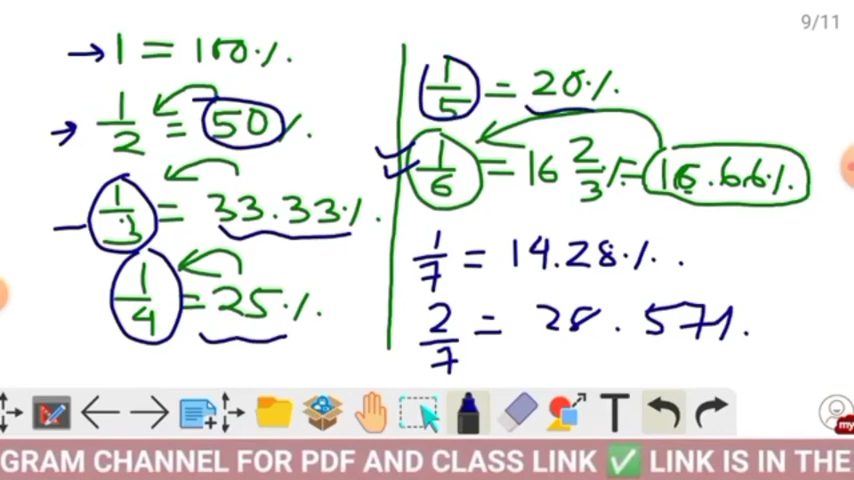 9/11
→ 1 = 100%.
→ 1/2 = 50%.
1/3 = 33.33%.
1/4 = 25%.
1/5 = 20%.
1/6 = 16 2/3% = 16.66%.
1/7 = 14.28%.
2/7 = 28.57%.
T
my
GRAM CHANNEL FOR PDF AND CLASS LINK ✅ LINK IS IN THE